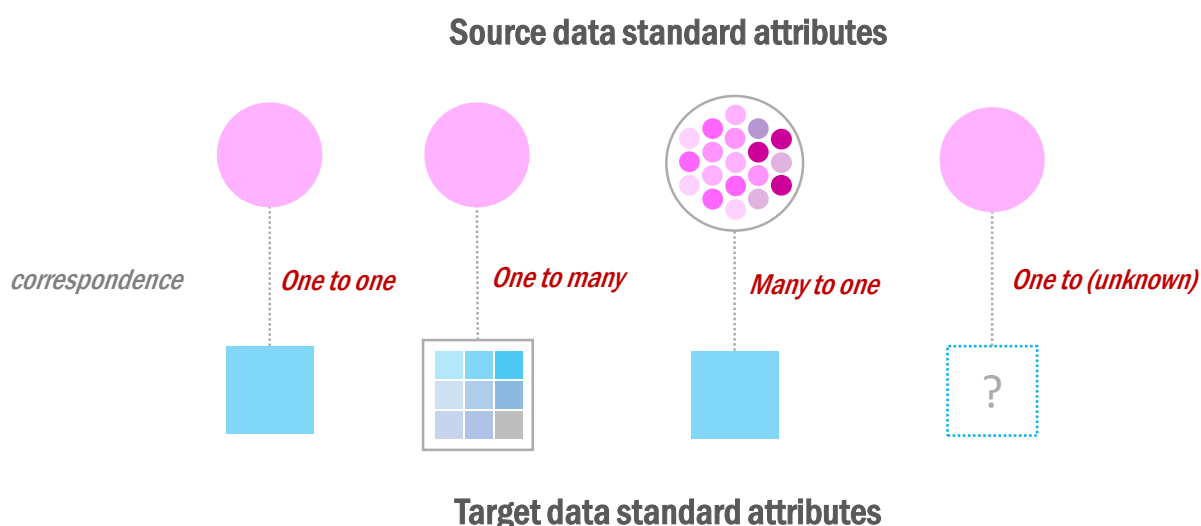 Source data standard attributes
correspondence
One to one
One to many
Many to one
One to (unknown)
?
Target data standard attributes